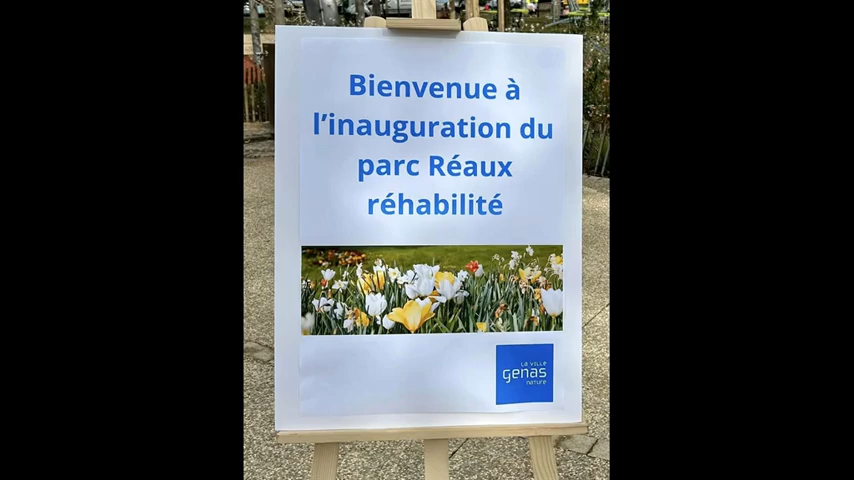 Bienvenue à
l’inauguration du
parc Réaux
réhabilité
LA VILLE
genas
nature